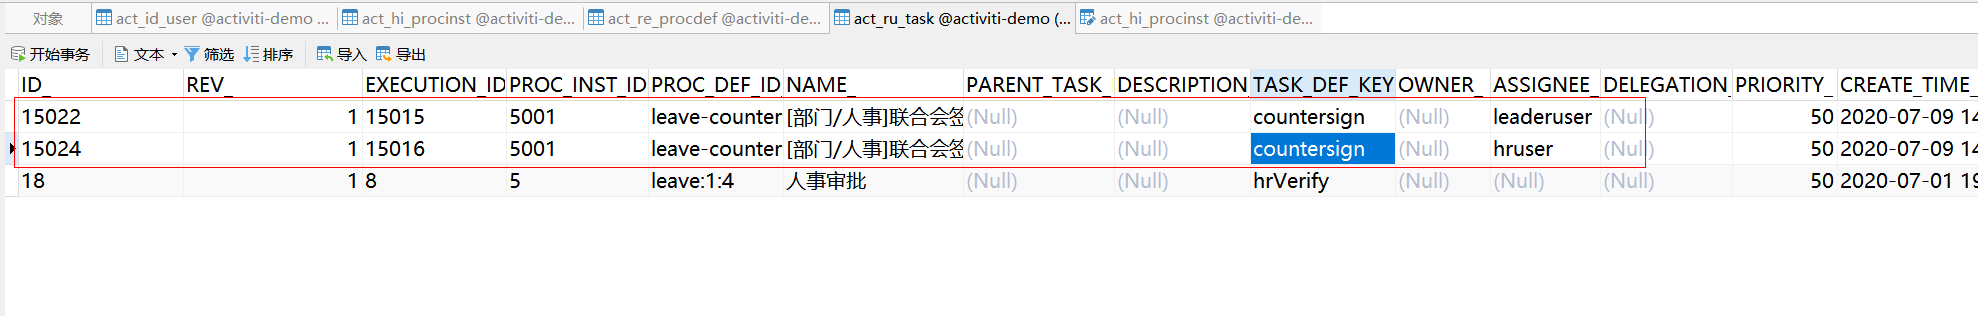 对象 act_id_user @activiti-demo ... act_hi_procinst @activiti-de... act_re_procdef @activiti-demo... act_ru_task @activiti-demo (... act_hi_procinst @activiti-de...
开始事务 文本 筛选 排序 导入 导出
ID_ REV_ EXECUTION_ID PROC_INST_ID PROC_DEF_ID NAME_ PARENT_TASK_ DESCRIPTION_ TASK_DEF_KEY OWNER_ ASSIGNEE_ DELEGATION_ PRIORITY_ CREATE_TIME_
15022 1 15015 5001 leave-counter [部门/人事]联合会签 (Null) (Null) countersign (Null) leaderuser (Null) 50 2020-07-09 14
15024 1 15016 5001 leave-counter [部门/人事]联合会签 (Null) (Null) countersign (Null) hruser (Null) 50 2020-07-09 14
18 1 8 5 leave:1:4 人事审批 (Null) (Null) hrVerify (Null) (Null) (Null) 50 2020-07-01 19